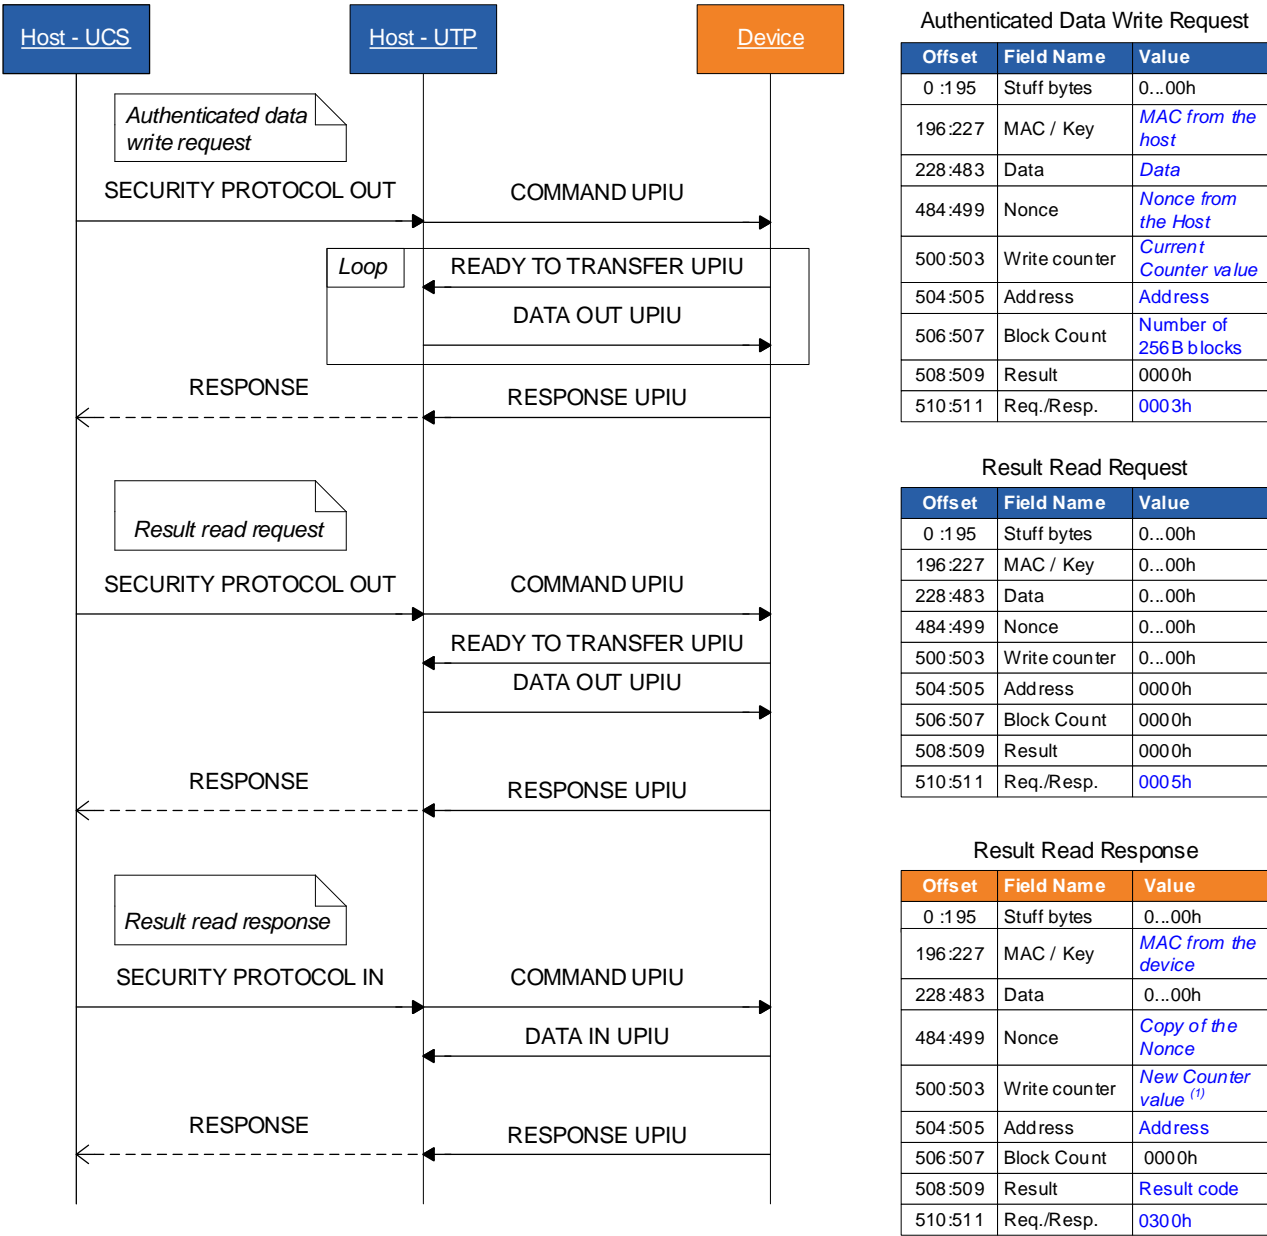 Host - UCS
Host - UTP
Device
Authenticated data
write request
SECURITY PROTOCOL OUT
COMMAND UPIU
Loop
READY TO TRANSFER UPIU
DATA OUT UPIU
RESPONSE
RESPONSE UPIU
Result read request
SECURITY PROTOCOL OUT
COMMAND UPIU
READY TO TRANSFER UPIU
DATA OUT UPIU
RESPONSE
RESPONSE UPIU
Result read response
SECURITY PROTOCOL IN
COMMAND UPIU
DATA IN UPIU
RESPONSE
RESPONSE UPIU
Authenticated Data Write Request
Offset Field Name Value
0 :195 Stuff bytes 0...00h
196:227 MAC / Key MAC from the
host
228:483 Data Data
484:499 Nonce Nonce from
the Host
500:503 Write counter Current
Counter value
504:505 Address Address
506:507 Block Count Number of
256B blocks
508:509 Result 0000h
510:511 Req./Resp. 0003h
Result Read Request
Offset Field Name Value
0 :195 Stuff bytes 0...00h
196:227 MAC / Key 0...00h
228:483 Data 0...00h
484:499 Nonce 0...00h
500:503 Write counter 0...00h
504:505 Address 0000h
506:507 Block Count 0000h
508:509 Result 0000h
510:511 Req./Resp. 0005h
Result Read Response
Offset Field Name Value
0 :195 Stuff bytes 0...00h
196:227 MAC / Key MAC from the
device
228:483 Data 0...00h
484:499 Nonce Copy of the
Nonce
500:503 Write counter New Counter
value (1)
504:505 Address Address
506:507 Block Count 0000h
508:509 Result Result code
510:511 Req./Resp. 0300h